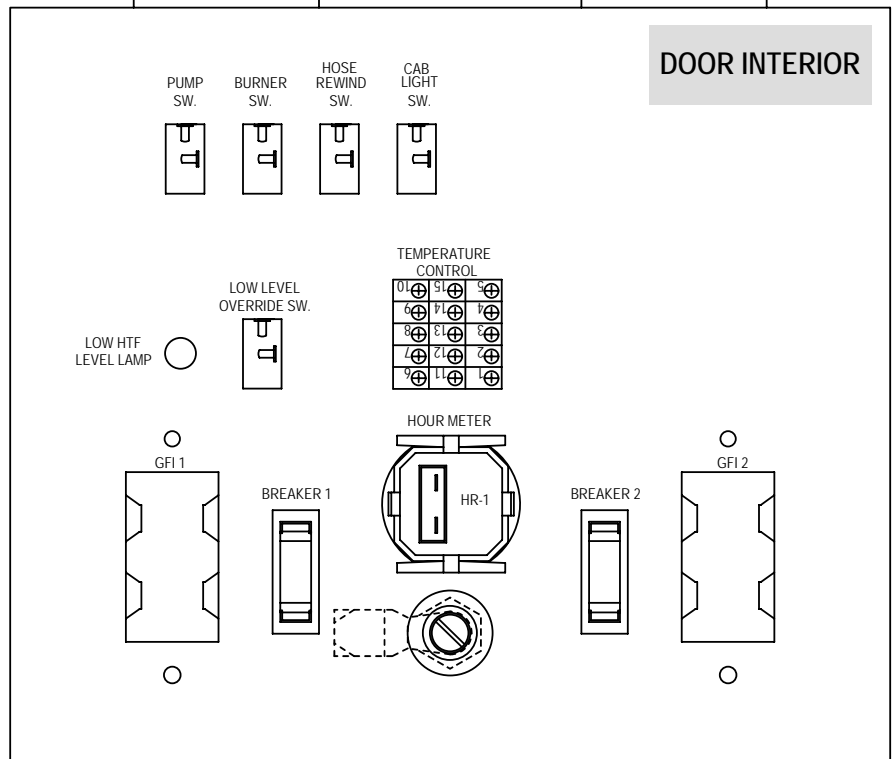 DOOR INTERIOR
PUMP
SW.
BURNER
SW.
HOSE
REWIND
SW.
CAB
LIGHT
SW.
TEMPERATURE
CONTROL
10 15 5
9 14 4
8 13 3
7 12 2
6 11 1
LOW LEVEL
OVERRIDE SW.
LOW HTF
LEVEL LAMP
HOUR METER
HR-1
GFI 1
BREAKER 1
BREAKER 2
GFI 2